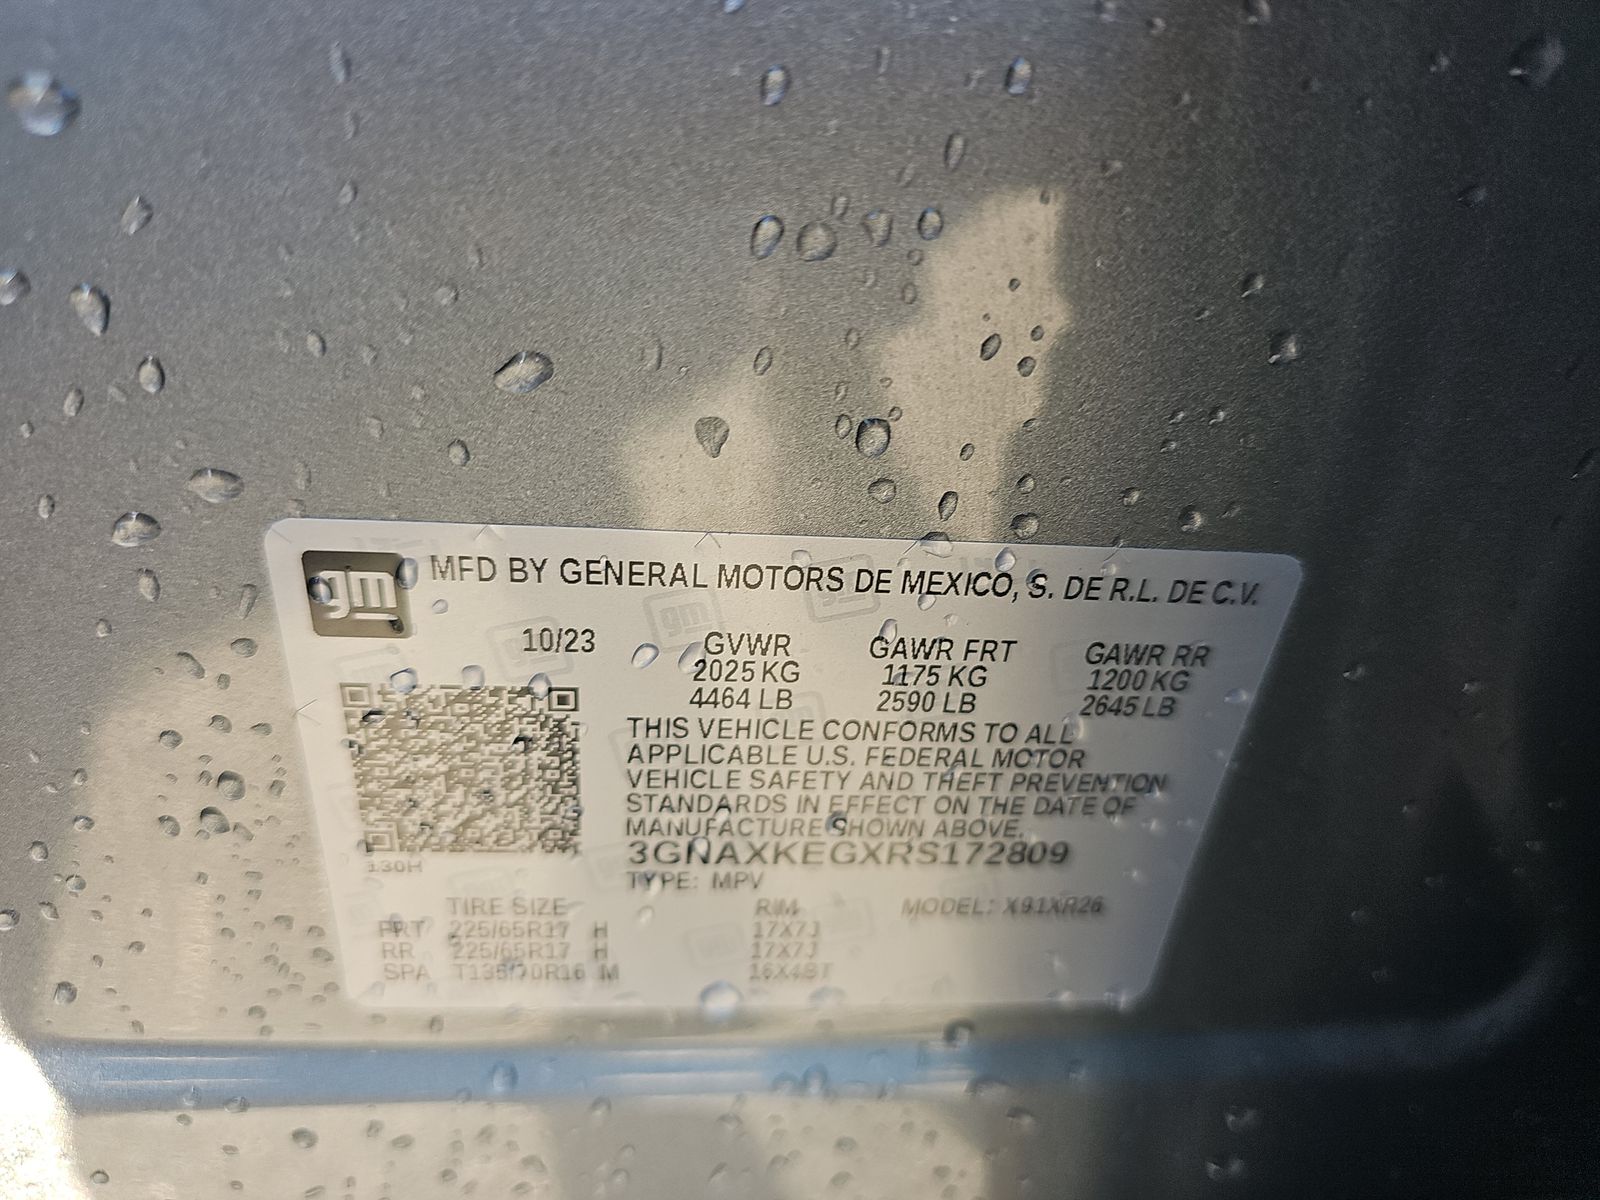 gm MFD BY GENERAL MOTORS DE MEXICO, S. DE R.L. DE C.V.
10/23
GVWR GAWR FRT GAWR RR
2025 KG 1175 KG 1200 KG
4464 LB 2590 LB 2645 LB
THIS VEHICLE CONFORMS TO ALL
APPLICABLE U.S. FEDERAL MOTOR
VEHICLE SAFETY AND THEFT PREVENTION
STANDARDS IN EFFECT ON THE DATE OF
MANUFACTURE SHOWN ABOVE.
3GNAXKEGXRS172809
130H
TYPE: MPV
TIRE SIZE RIM MODEL: X91XR26
FRT 225/65R17 H 17X7J
RR 225/65R17 H 17X7J
SPA T135/70R16 M 16X4BT